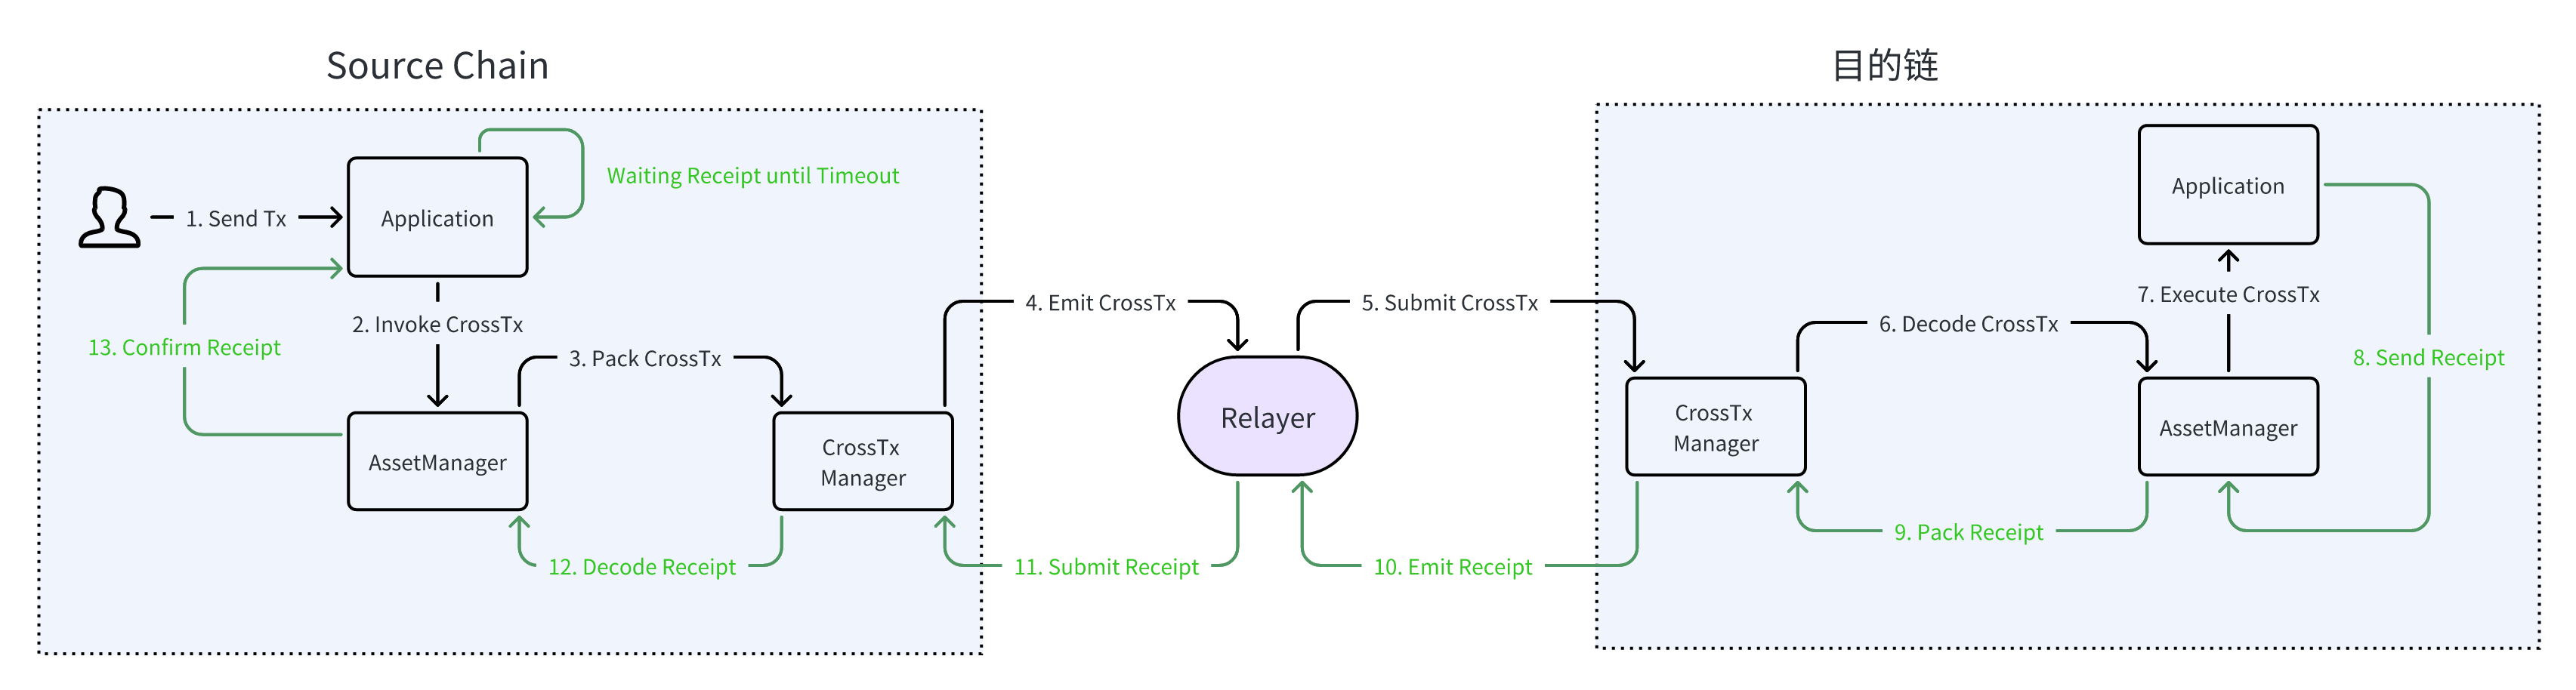 Source Chain
目的链
Waiting Receipt until Timeout
1. Send Tx
Application
Application
2. Invoke CrossTx
13. Confirm Receipt
3. Pack CrossTx
AssetManager
CrossTx
Manager
4. Emit CrossTx
5. Submit CrossTx
Relayer
6. Decode CrossTx
7. Execute CrossTx
8. Send Receipt
CrossTx
Manager
AssetManager
9. Pack Receipt
12. Decode Receipt
11. Submit Receipt
10. Emit Receipt